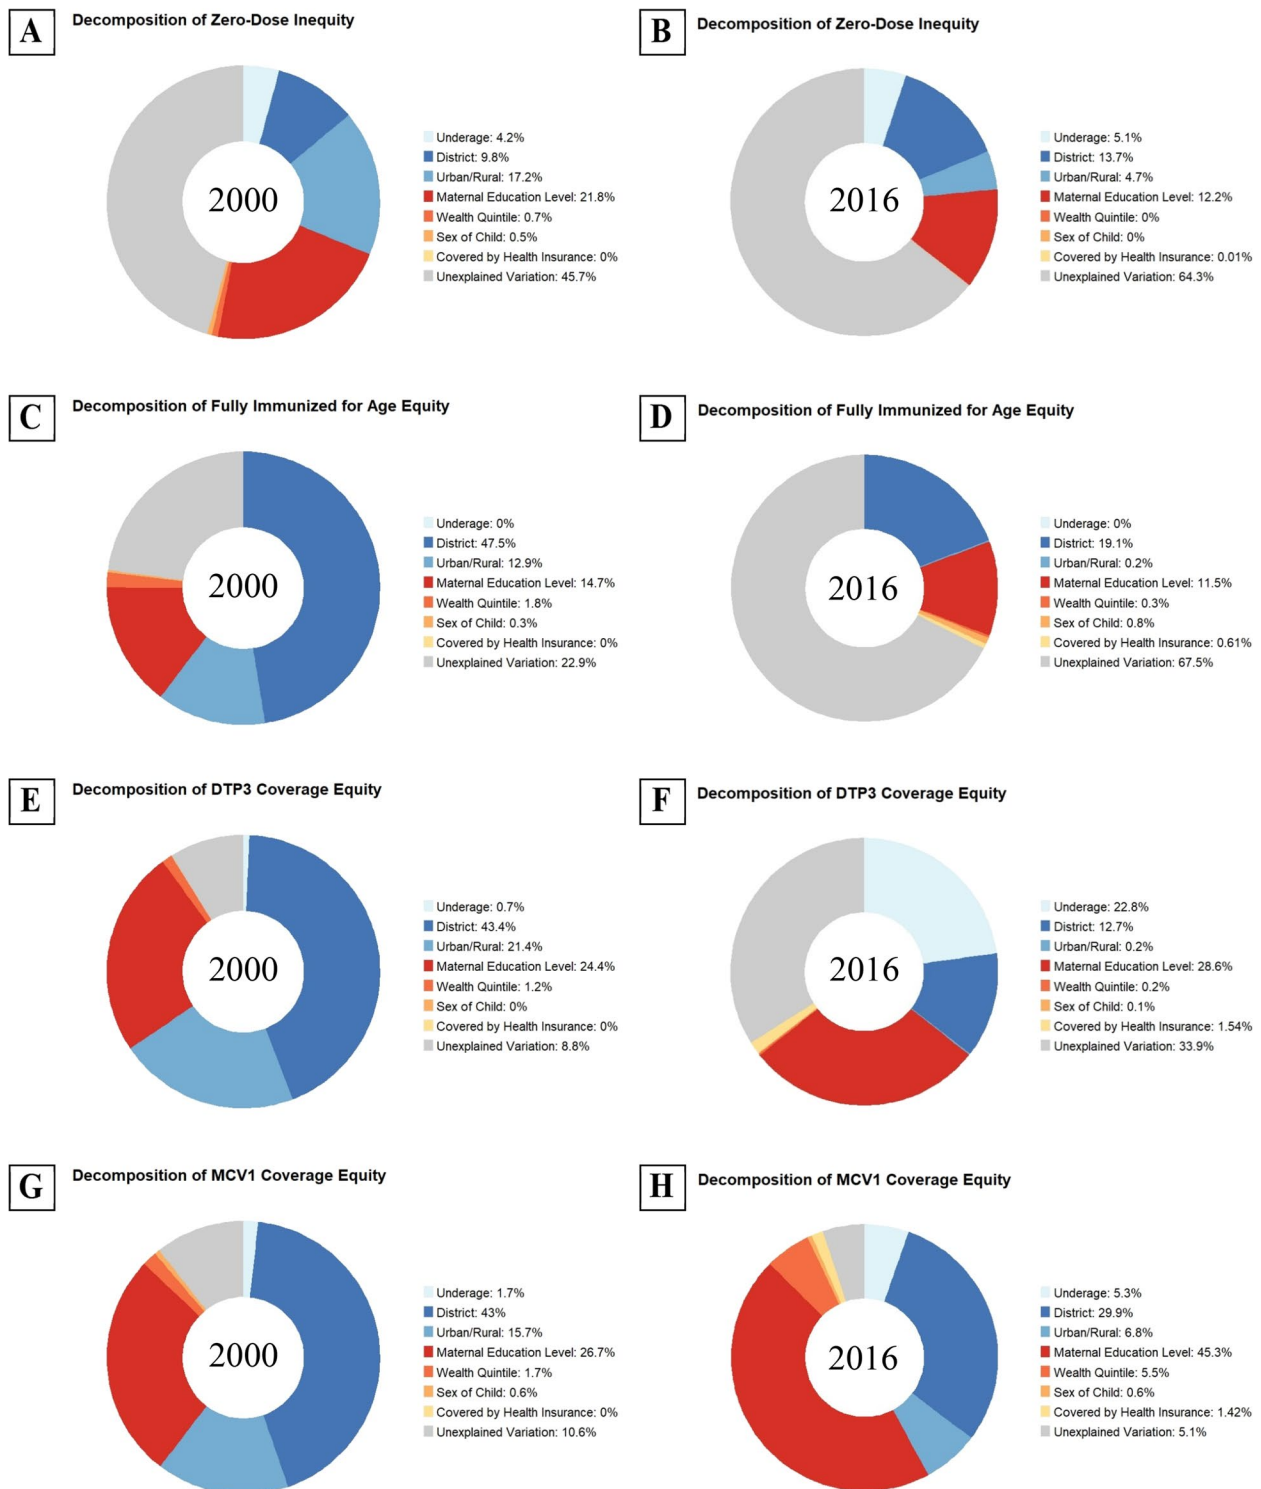 A
Decomposition of Zero-Dose Inequity
2000
Underage: 4.2%
District: 9.8%
Urban/Rural: 17.2%
Maternal Education Level: 21.8%
Wealth Quintile: 0.7%
Sex of Child: 0.5%
Covered by Health Insurance: 0%
Unexplained Variation: 45.7%
B
Decomposition of Zero-Dose Inequity
2016
Underage: 5.1%
District: 13.7%
Urban/Rural: 4.7%
Maternal Education Level: 12.2%
Wealth Quintile: 0%
Sex of Child: 0%
Covered by Health Insurance: 0.01%
Unexplained Variation: 64.3%
C
Decomposition of Fully Immunized for Age Equity
2000
Underage: 0%
District: 47.5%
Urban/Rural: 12.9%
Maternal Education Level: 14.7%
Wealth Quintile: 1.8%
Sex of Child: 0.3%
Covered by Health Insurance: 0%
Unexplained Variation: 22.9%
D
Decomposition of Fully Immunized for Age Equity
2016
Underage: 0%
District: 19.1%
Urban/Rural: 0.2%
Maternal Education Level: 11.5%
Wealth Quintile: 0.3%
Sex of Child: 0.8%
Covered by Health Insurance: 0.61%
Unexplained Variation: 67.5%
E
Decomposition of DTP3 Coverage Equity
2000
Underage: 0.7%
District: 43.4%
Urban/Rural: 21.4%
Maternal Education Level: 24.4%
Wealth Quintile: 1.2%
Sex of Child: 0%
Covered by Health Insurance: 0%
Unexplained Variation: 8.8%
F
Decomposition of DTP3 Coverage Equity
2016
Underage: 22.8%
District: 12.7%
Urban/Rural: 0.2%
Maternal Education Level: 28.6%
Wealth Quintile: 0.2%
Sex of Child: 0.1%
Covered by Health Insurance: 1.54%
Unexplained Variation: 33.9%
G
Decomposition of MCV1 Coverage Equity
2000
Underage: 1.7%
District: 43%
Urban/Rural: 15.7%
Maternal Education Level: 26.7%
Wealth Quintile: 1.7%
Sex of Child: 0.6%
Covered by Health Insurance: 0%
Unexplained Variation: 10.6%
H
Decomposition of MCV1 Coverage Equity
2016
Underage: 5.3%
District: 29.9%
Urban/Rural: 6.8%
Maternal Education Level: 45.3%
Wealth Quintile: 5.5%
Sex of Child: 0.6%
Covered by Health Insurance: 1.42%
Unexplained Variation: 5.1%